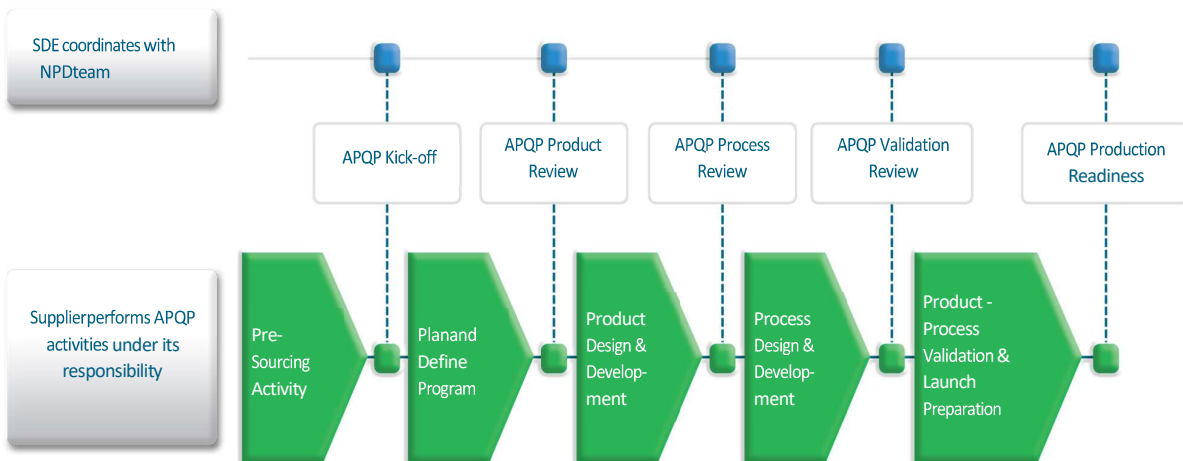 SDE coordinates with
NPDteam
APQP Kick-off
APQP Product
Review
APQP Process
Review
APQP Validation
Review
APQP Production
Readiness
Supplierperforms APQP
activities under its
responsibility
Pre-
Sourcing
Activity
Planand
Define
Program
Product
Design &
Develop-
ment
Process
Design &
Develop-
ment
Product -
Process
Validation &
Launch
Preparation